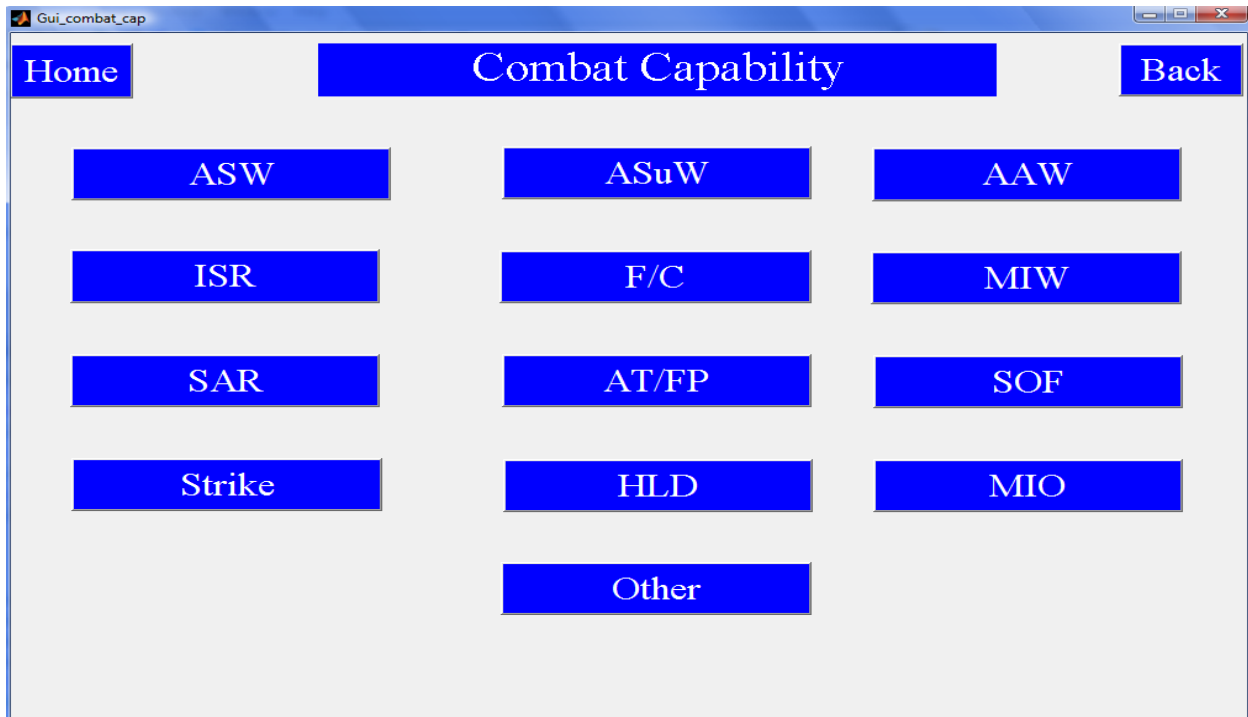 Gui_combat_cap
Home Combat Capability Back
ASW ASuW AAW
ISR F/C MIW
SAR AT/FP SOF
Strike HLD MIO
Other